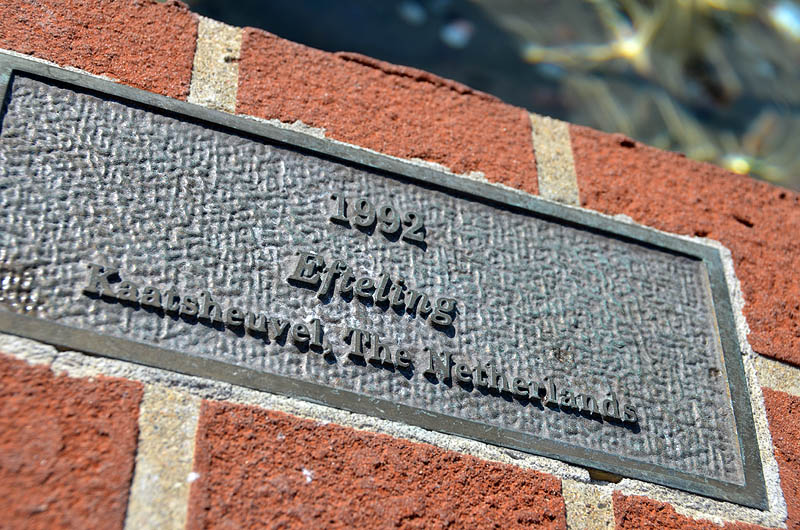 1992
Efteling
Kaatsheuvel, The Netherlands